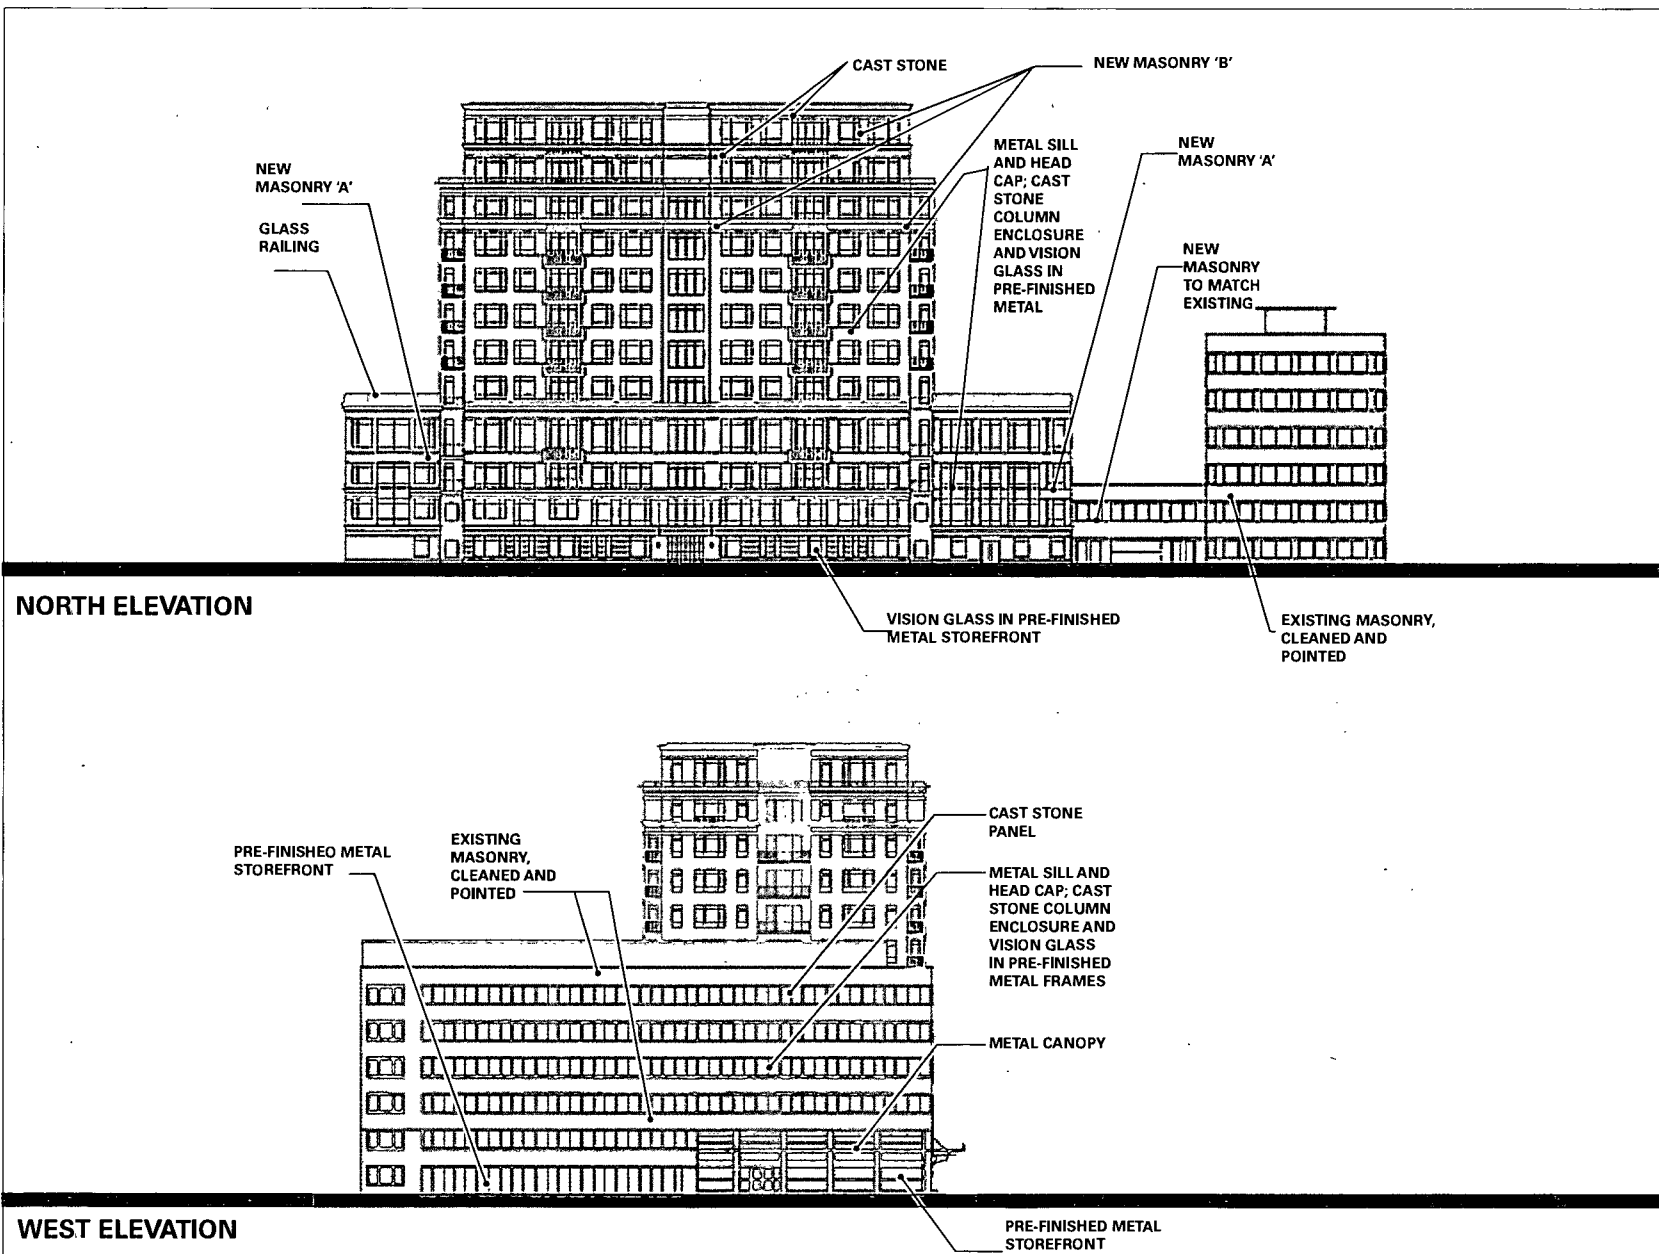 CAST STONE
NEW MASONRY 'B'
NEW
MASONRY 'A'
GLASS
RAILING
METAL SILL
AND HEAD
CAP; CAST
STONE
COLUMN
ENCLOSURE
AND VISION
GLASS IN
PRE-FINISHED
METAL
NEW
MASONRY 'A'
NEW
MASONRY
TO MATCH
EXISTING
NORTH ELEVATION
VISION GLASS IN PRE-FINISHED
METAL STOREFRONT
EXISTING MASONRY,
CLEANED AND
POINTED
PRE-FINISHED METAL
STOREFRONT
EXISTING
MASONRY,
CLEANED AND
POINTED
CAST STONE
PANEL
METAL SILL AND
HEAD CAP; CAST
STONE COLUMN
ENCLOSURE AND
VISION GLASS
IN PRE-FINISHED
METAL FRAMES
METAL CANOPY
WEST ELEVATION
PRE-FINISHED METAL
STOREFRONT